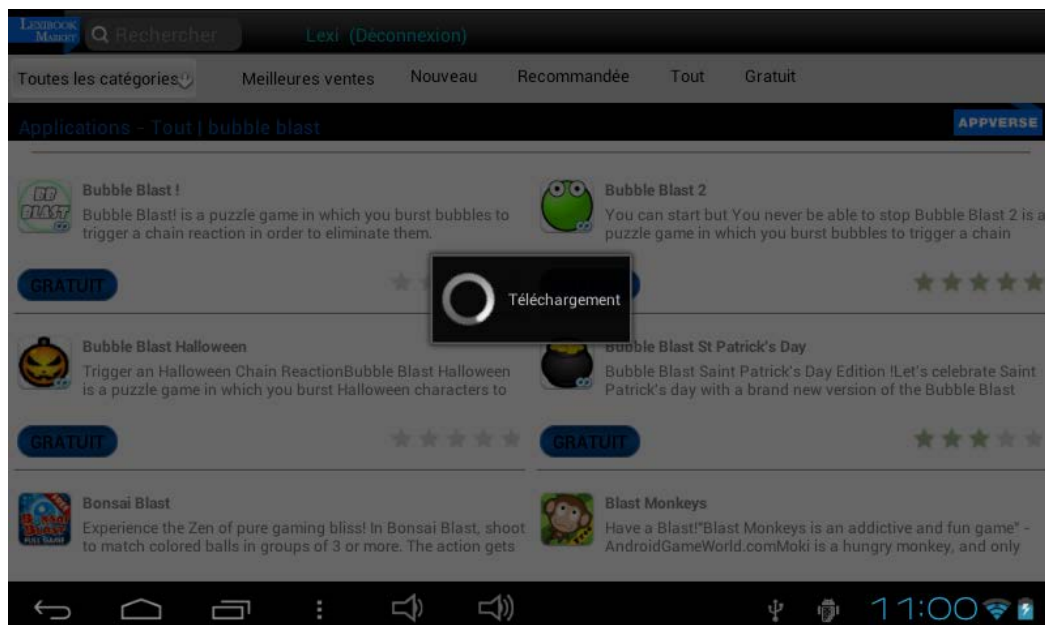 LEXIBOOK
MARKET
Rechercher
Lexi (Déconnexion)
Toutes les catégories
Meilleures ventes
Nouveau
Recommandée
Tout
Gratuit
Applications - Tout | bubble blast
APPVERSE
BB
BLAST
Bubble Blast !
Bubble Blast! is a puzzle game in which you burst bubbles to
trigger a chain reaction in order to eliminate them.
GRATUIT
Bubble Blast 2
You can start but You never be able to stop Bubble Blast 2 is a
puzzle game in which you burst bubbles to trigger a chain
Téléchargement
Bubble Blast Halloween
Trigger an Halloween Chain ReactionBubble Blast Halloween
is a puzzle game in which you burst Halloween characters to
GRATUIT
Bubble Blast St Patrick's Day
Bubble Blast Saint Patrick's Day Edition !Let's celebrate Saint
Patrick's day with a brand new version of the Bubble Blast
GRATUIT
Bonsai Blast
Experience the Zen of pure gaming bliss! In Bonsai Blast, shoot
to match colored balls in groups of 3 or more. The action gets
Blast Monkeys
Have a Blast!"Blast Monkeys is an addictive and fun game" -
AndroidGameWorld.comMoki is a hungry monkey, and only
11:00